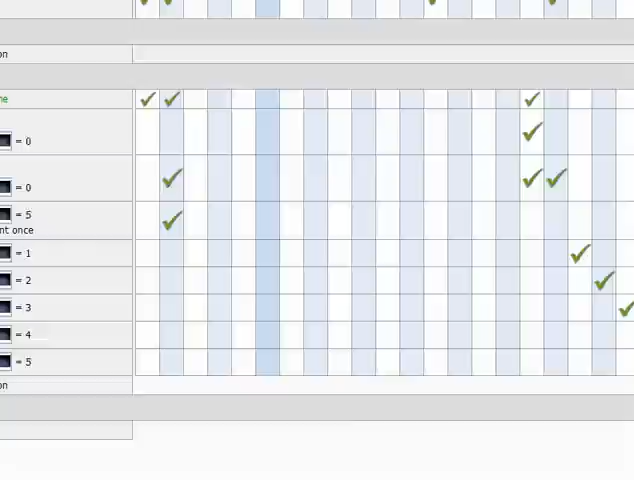 on
ne
= 0
= 0
= 5
nt once
= 1
= 2
= 3
= 4
= 5
on